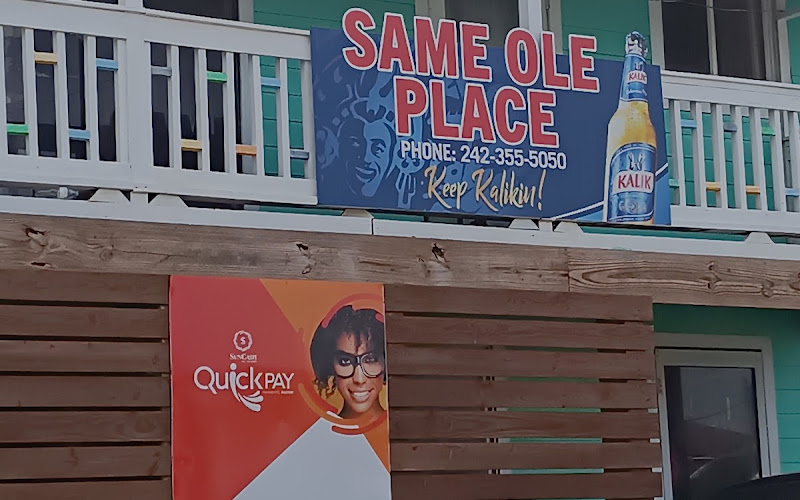 SAME OLE
PLACE
PHONE: 242-355-5050
Keep Kalikin!
KALIK
KALIK
SUNCASH
QUICKPAY